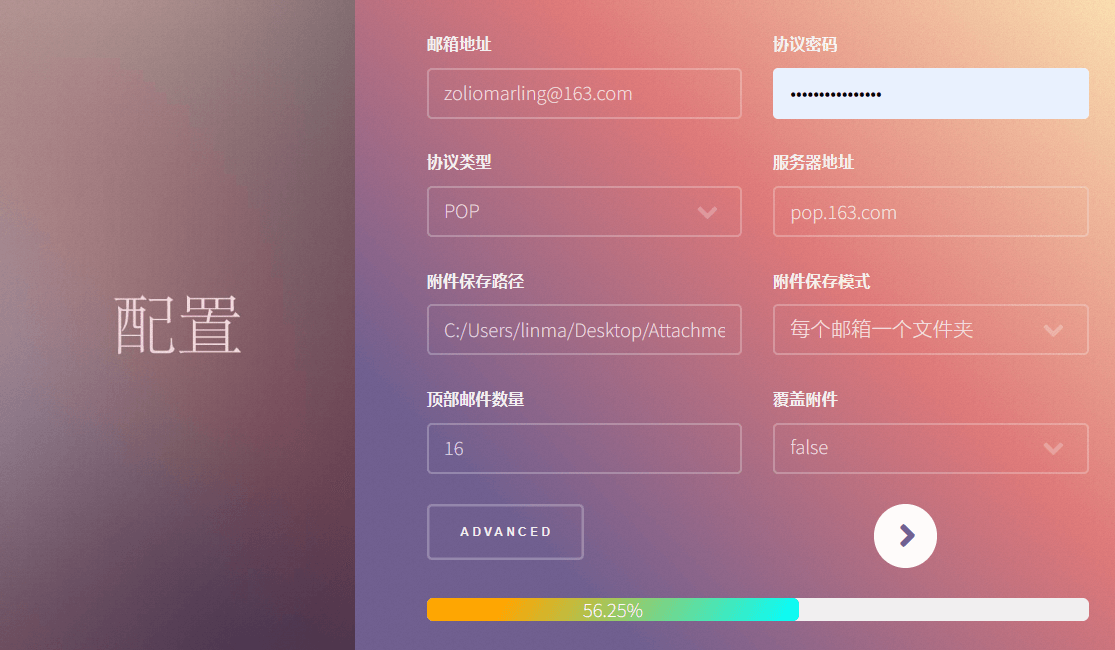 配置
邮箱地址
协议密码
zoliomarling@163.com
••••••••••••••••
协议类型
服务器地址
POP
pop.163.com
附件保存路径
附件保存模式
C:/Users/linma/Desktop/Attachme
每个邮箱一个文件夹
顶部邮件数量
覆盖附件
16
false
ADVANCED
56.25%